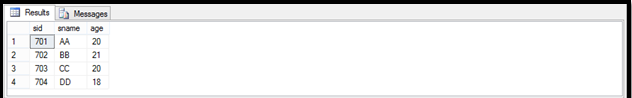 Results Messages
sid sname age
1 701 AA 20
2 702 BB 21
3 703 CC 20
4 704 DD 18